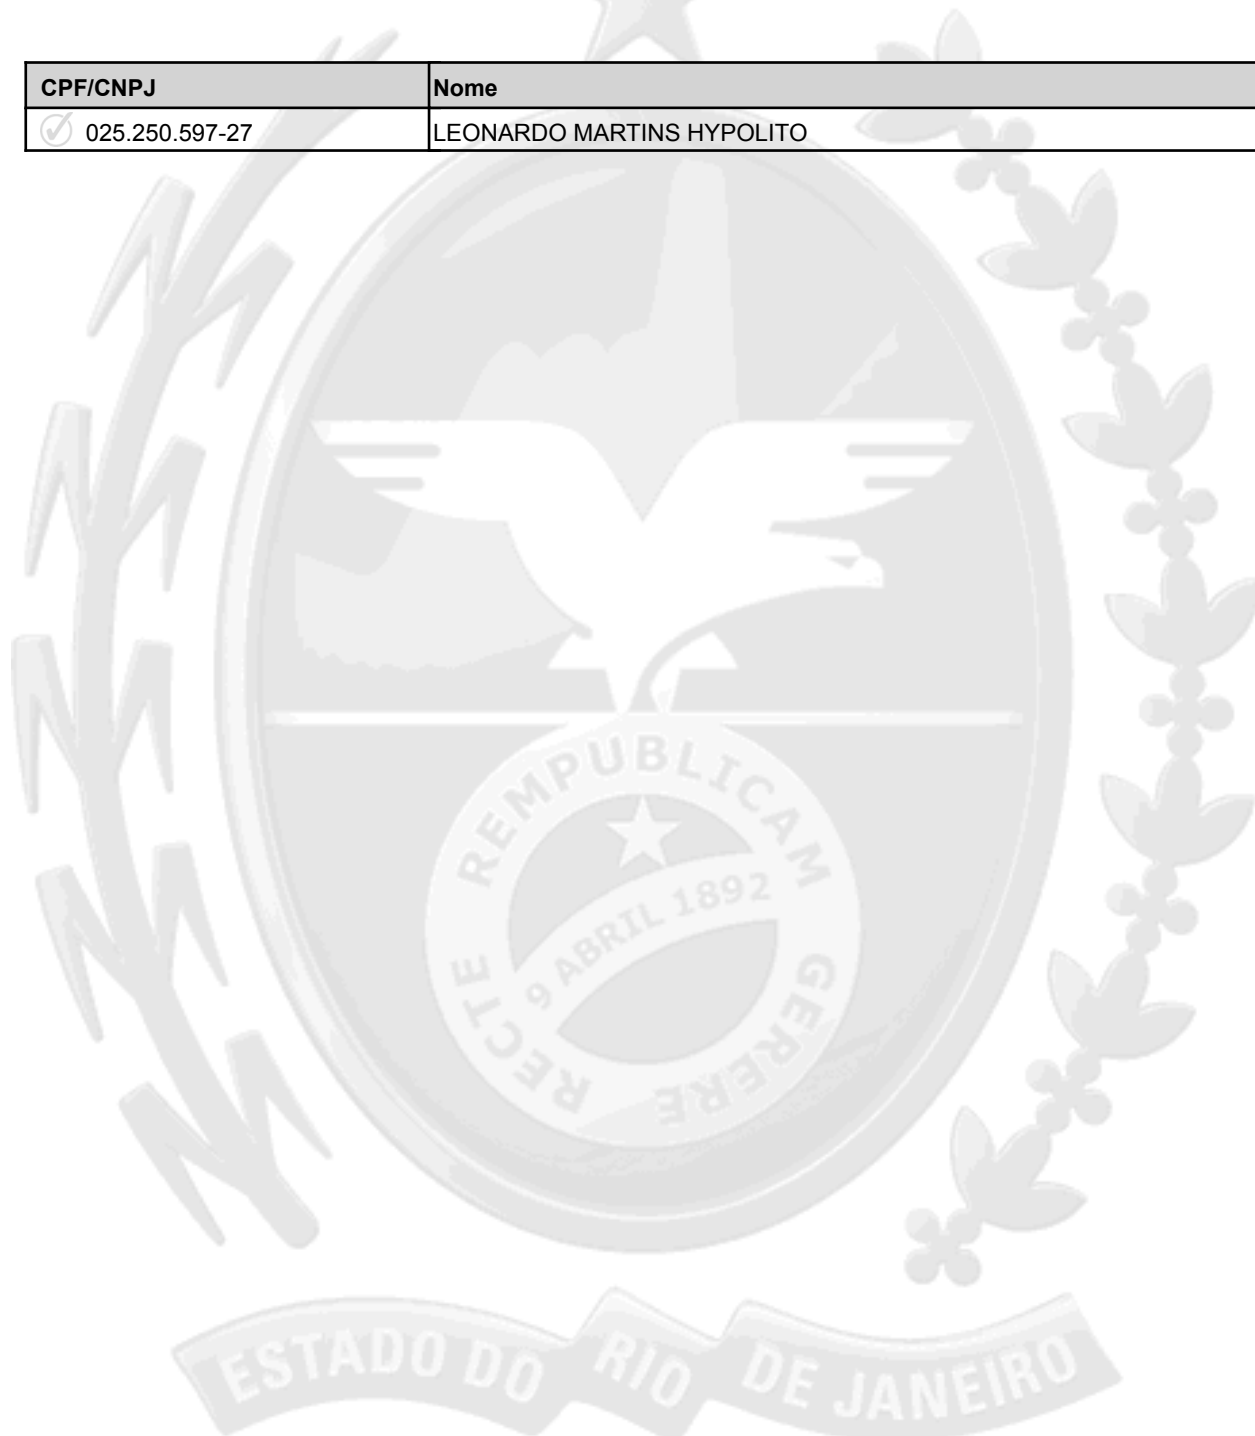 CPF/CNPJ Nome
025.250.597-27 LEONARDO MARTINS HYPOLITO
RECTE REMPUBLICAM GERERE
9 ABRIL 1892
ESTADO DO RIO DE JANEIRO